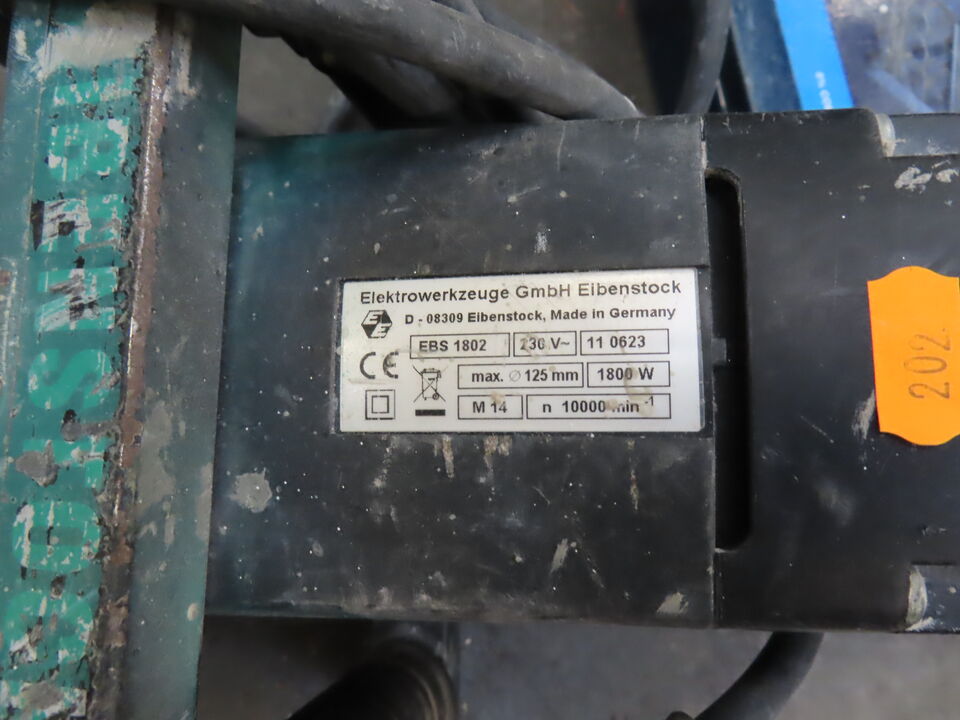 Elektrowerkzeuge GmbH Eibenstock
D - 08309 Eibenstock, Made in Germany
EBS 1802 230 V~ 11 0623
CE max. ∅ 125 mm 1800 W
M 14 n 10000 min⁻¹
202